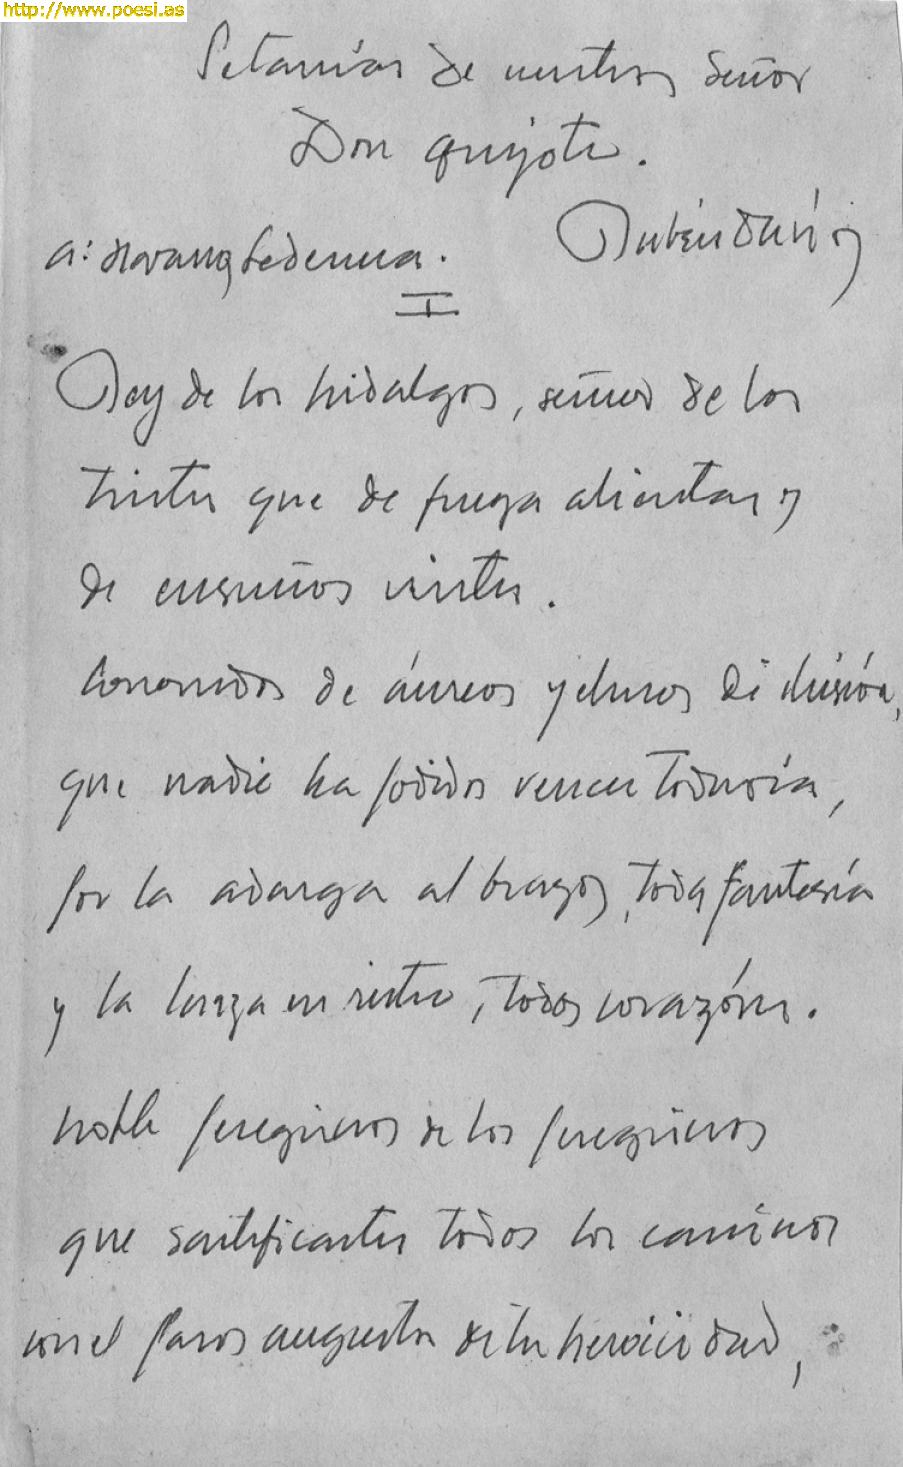 http://www.poesi.as
Letanías de nuestro Señor
Don Quijote.
a: Navarro Ledesma.
Rubén Darío
I
Rey de los hidalgos, señor de los
tristes que de fuerza alientas y
de ensueños vistes.
Coronado de áureo yelmo de ilusión,
que nadie ha podido vencer todavía,
por la adarga al brazo, toda fantasía
y la lanza en ristre, toda corazón.
Noble peregrino de los peregrinos
que santificaste todos los caminos
con el paso augusto de tu heroicidad,